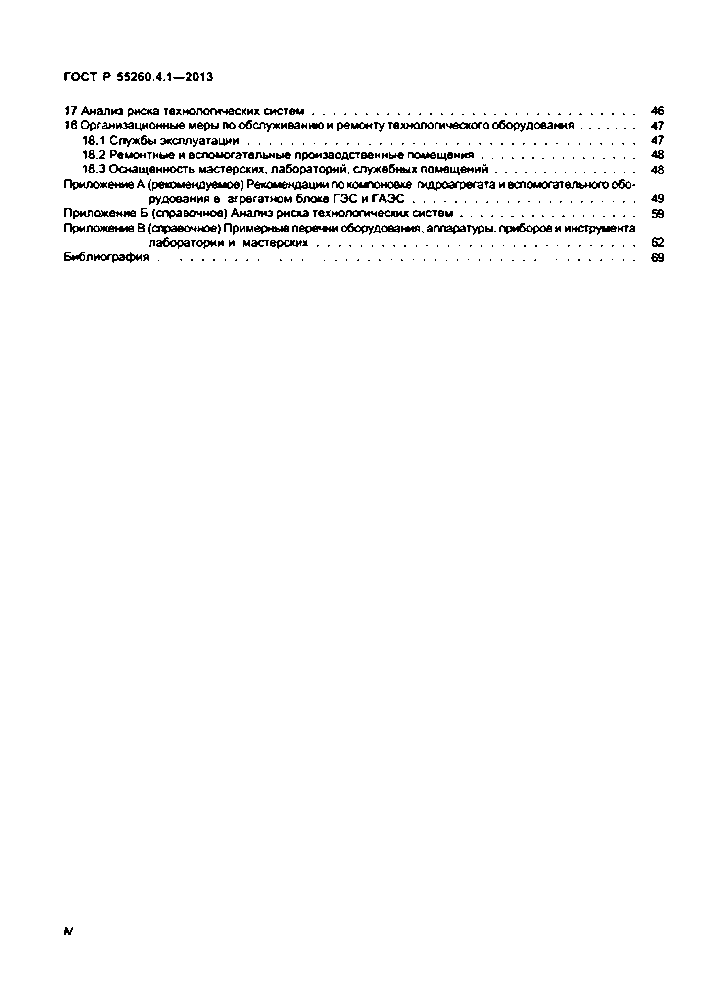 ГОСТ Р 55260.4.1—2013
17 Анализ риска технологических систем . . . . . . . . . . . . . . . . . . . . . . . . . . . . . . . 46
18 Организационные меры по обслуживанию и ремонту технологического оборудования . . . . . . . 47
18.1 Службы эксплуатации . . . . . . . . . . . . . . . . . . . . . . . . . . . . . . . . . . . . 47
18.2 Ремонтные и вспомогательные производственные помещения . . . . . . . . . . . . . . . . 48
18.3 Оснащенность мастерских, лабораторий, служебных помещений . . . . . . . . . . . . . . . 48
Приложение А (рекомендуемое) Рекомендации по компоновке гидроагрегата и вспомогательного обо-
рудования в агрегатном блоке ГЭС и ГАЭС . . . . . . . . . . . . . . . . . . . . . . 49
Приложение Б (справочное) Анализ риска технологических систем . . . . . . . . . . . . . . . . . . 59
Приложение В (справочное) Примерные перечни оборудования, аппаратуры, приборов и инструмента
лаборатории и мастерских . . . . . . . . . . . . . . . . . . . . . . . . . . . . . . 62
Библиография . . . . . . . . . . . . . . . . . . . . . . . . . . . . . . . . . . . . . . . . . . . . 69
IV